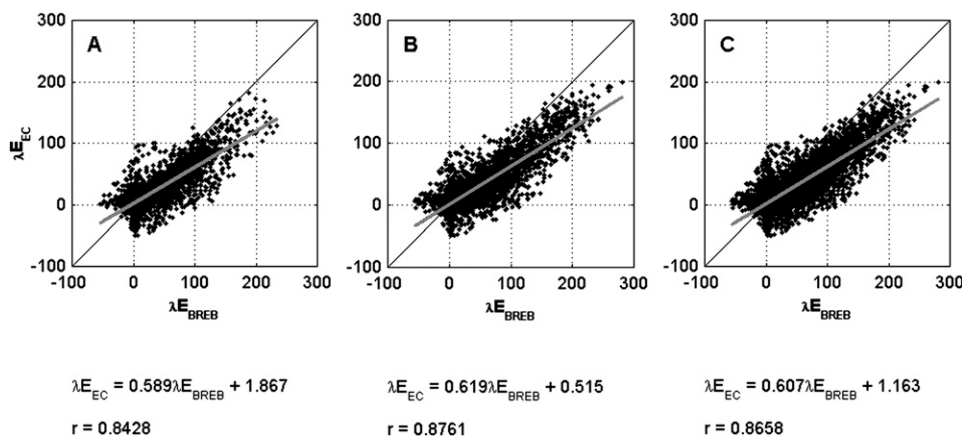 300 300 300
A B C
200 200 200
100 100 100
0 0 0
-100 -100 -100
-100 0 100 200 300 -100 0 100 200 300 -100 0 100 200 300
λE_EC
λE_BREB λE_BREB λE_BREB
λE_EC = 0.589λE_BREB + 1.867 λE_EC = 0.619λE_BREB + 0.515 λE_EC = 0.607λE_BREB + 1.163
r = 0.8428 r = 0.8761 r = 0.8658